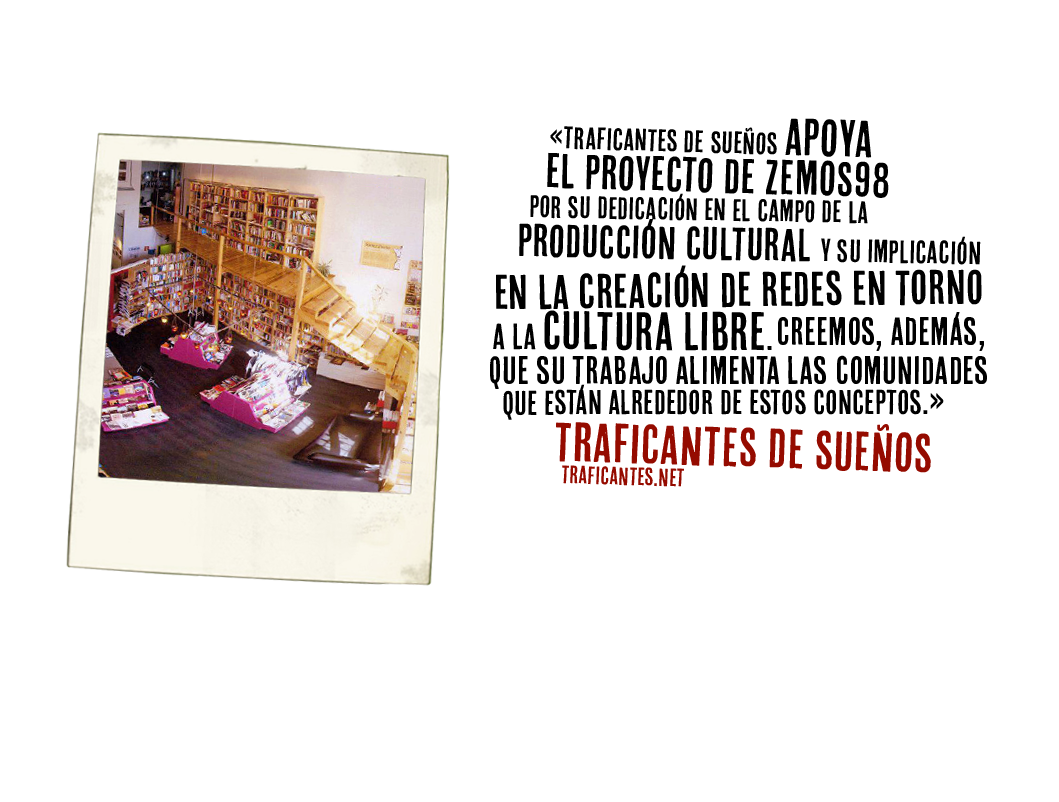 «TRAFICANTES DE SUEÑOS APOYA
EL PROYECTO DE ZEMOS98
POR SU DEDICACIÓN EN EL CAMPO DE LA
PRODUCCIÓN CULTURAL Y SU IMPLICACIÓN
EN LA CREACIÓN DE REDES EN TORNO
A LA CULTURA LIBRE. CREEMOS, ADEMÁS,
QUE SU TRABAJO ALIMENTA LAS COMUNIDADES
QUE ESTÁN ALREDEDOR DE ESTOS CONCEPTOS.»
TRAFICANTES DE SUEÑOS
TRAFICANTES.NET